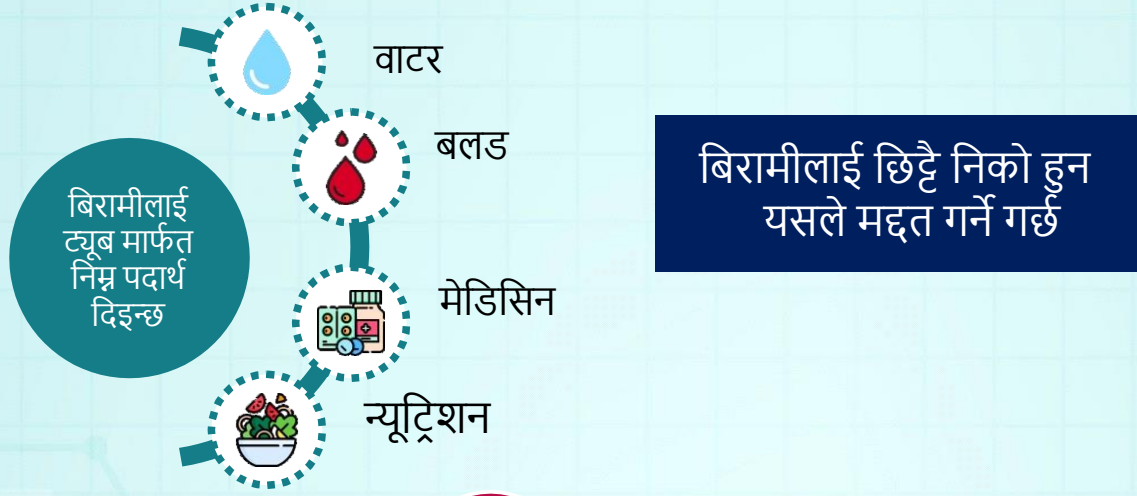 वाटर
बलड
बिरामीलाई
ट्यूब मार्फत
निम्न पदार्थ
दिइन्छ
मेडिसिन
न्यूट्रिशन
बिरामीलाई छिट्टै निको हुन
यसले मद्दत गर्ने गर्छ